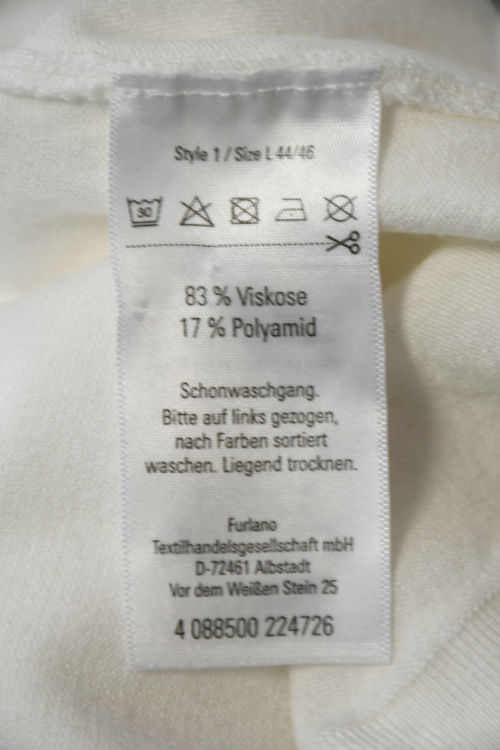 Style 1 / Size L 44/46
30
83 % Viskose
17 % Polyamid
Schonwaschgang.
Bitte auf links gezogen,
nach Farben sortiert
waschen. Liegend trocknen.
Furlano
Textilhandelsgesellschaft mbH
D-72461 Albstadt
Vor dem Weißen Stein 25
4 088500 224726